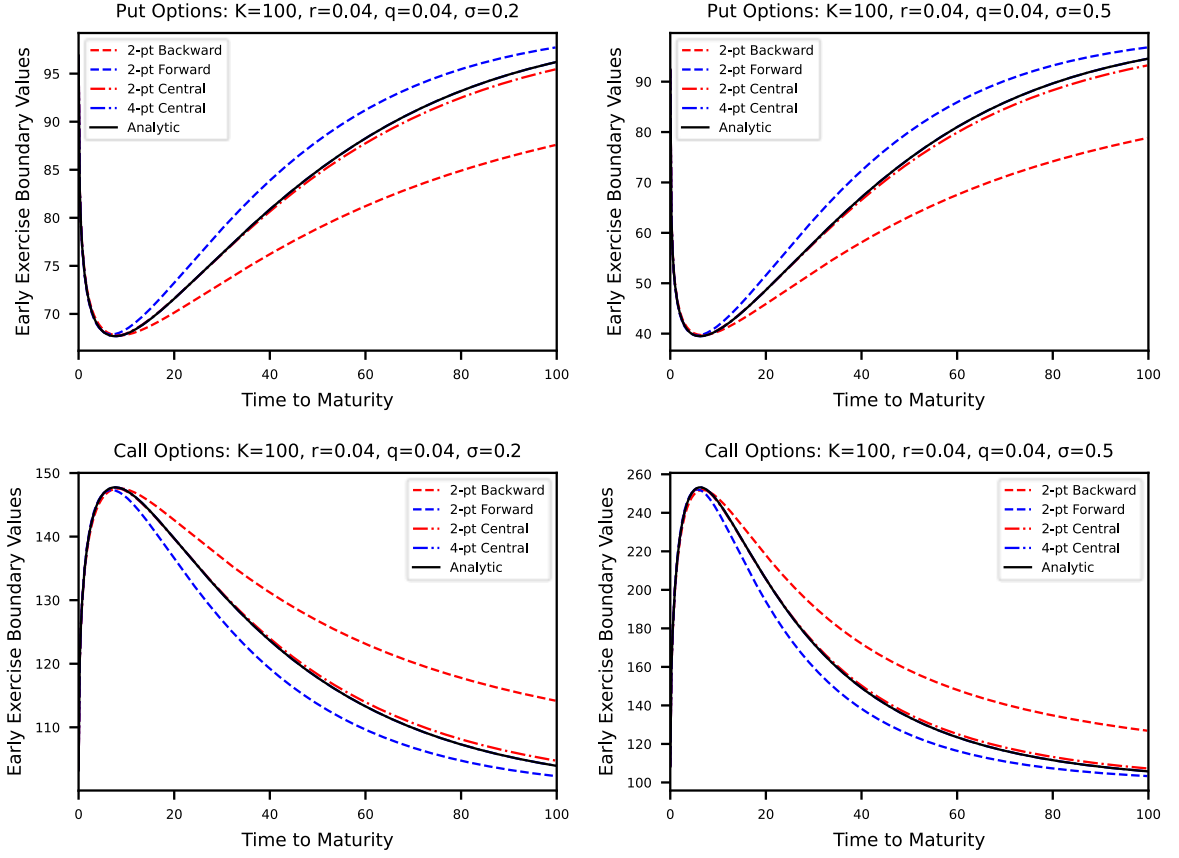 Put Options: K=100, r=0.04, q=0.04, σ=0.2
Early Exercise Boundary Values
95
90
85
80
75
70
2-pt Backward
2-pt Forward
2-pt Central
4-pt Central
Analytic
0 20 40 60 80 100
Time to Maturity
Put Options: K=100, r=0.04, q=0.04, σ=0.5
Early Exercise Boundary Values
90
80
70
60
50
40
2-pt Backward
2-pt Forward
2-pt Central
4-pt Central
Analytic
0 20 40 60 80 100
Time to Maturity
Call Options: K=100, r=0.04, q=0.04, σ=0.2
Early Exercise Boundary Values
150
140
130
120
110
2-pt Backward
2-pt Forward
2-pt Central
4-pt Central
Analytic
0 20 40 60 80 100
Time to Maturity
Call Options: K=100, r=0.04, q=0.04, σ=0.5
Early Exercise Boundary Values
260
240
220
200
180
160
140
120
100
2-pt Backward
2-pt Forward
2-pt Central
4-pt Central
Analytic
0 20 40 60 80 100
Time to Maturity